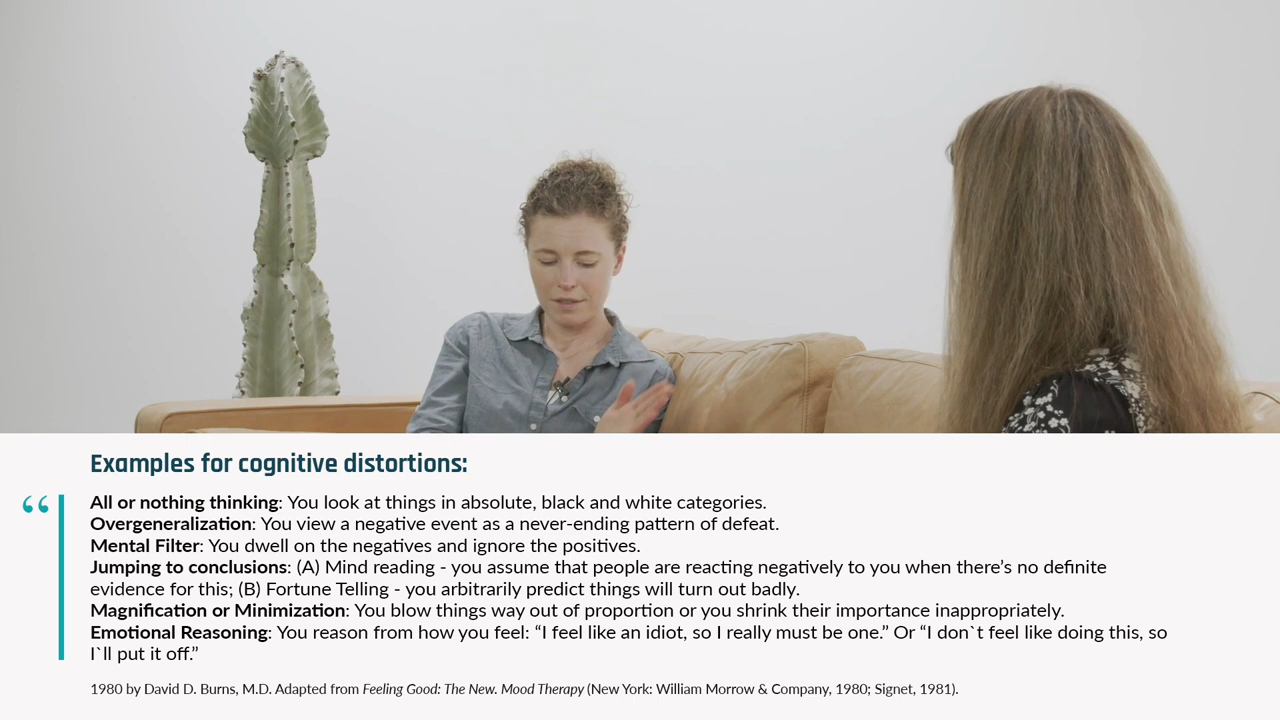 Examples for cognitive distortions:
“
All or nothing thinking: You look at things in absolute, black and white categories.
Overgeneralization: You view a negative event as a never-ending pattern of defeat.
Mental Filter: You dwell on the negatives and ignore the positives.
Jumping to conclusions: (A) Mind reading - you assume that people are reacting negatively to you when there’s no definite
evidence for this; (B) Fortune Telling - you arbitrarily predict things will turn out badly.
Magnification or Minimization: You blow things way out of proportion or you shrink their importance inappropriately.
Emotional Reasoning: You reason from how you feel: “I feel like an idiot, so I really must be one.” Or “I don`t feel like doing this, so
I`ll put it off.”
1980 by David D. Burns, M.D. Adapted from Feeling Good: The New. Mood Therapy (New York: William Morrow & Company, 1980; Signet, 1981).